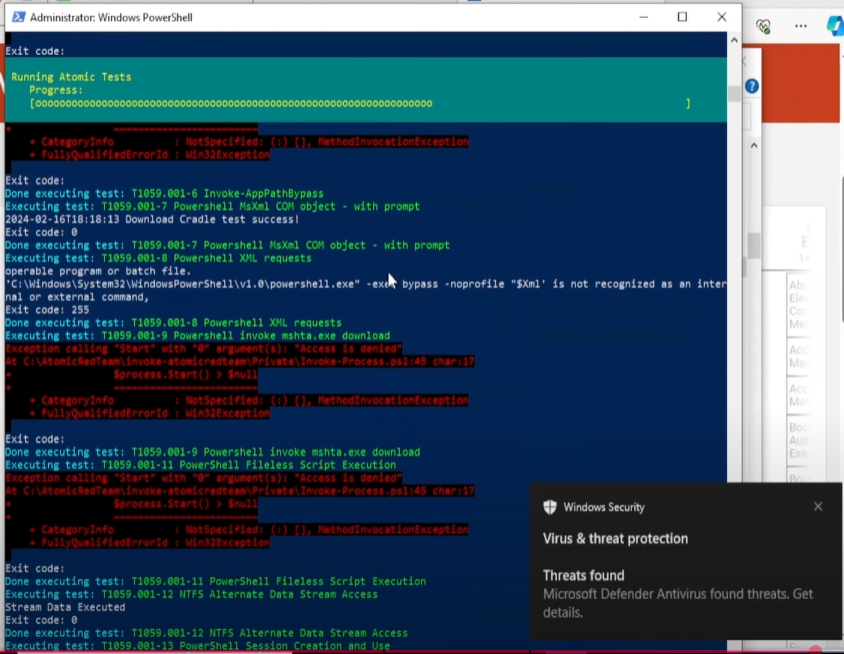 Administrator: Windows PowerShell
Exit code:
Running Atomic Tests
Progress:
[oooooooooooooooooooooooooooooooooooooooooooooooooooooooooooooooooo ]
+ ~~~~~~~~~~~~~~~~~~~~~~~~
+ CategoryInfo : NotSpecified: (:) [], MethodInvocationException
+ FullyQualifiedErrorId : Win32Exception
Exit code:
Done executing test: T1059.001-6 Invoke-AppPathBypass
Executing test: T1059.001-7 Powershell MsXml COM object - with prompt
2024-02-16T18:18:13 Download Cradle test success!
Exit code: 0
Done executing test: T1059.001-7 Powershell MsXml COM object - with prompt
Executing test: T1059.001-8 Powershell XML requests
operable program or batch file.
'C:\Windows\System32\WindowsPowerShell\v1.0\powershell.exe" -exec bypass -noprofile "$Xml' is not recognized as an inter
nal or external command,
Exit code: 255
Done executing test: T1059.001-8 Powershell XML requests
Executing test: T1059.001-9 Powershell invoke mshta.exe download
Exception calling "Start" with "0" argument(s): "Access is denied"
At C:\AtomicRedTeam\invoke-atomicredteam\Private\Invoke-Process.ps1:45 char:17
+ $process.Start() > $null
+ ~~~~~~~~~~~~~~~~~~~~~~~~
+ CategoryInfo : NotSpecified: (:) [], MethodInvocationException
+ FullyQualifiedErrorId : Win32Exception
Exit code:
Done executing test: T1059.001-9 Powershell invoke mshta.exe download
Executing test: T1059.001-11 PowerShell Fileless Script Execution
Exception calling "Start" with "0" argument(s): "Access is denied"
At C:\AtomicRedTeam\invoke-atomicredteam\Private\Invoke-Process.ps1:45 char:17
+ $process.Start() > $null
+ ~~~~~~~~~~~~~~~~~~~~~~~~
+ CategoryInfo : NotSpecified: (:) [], MethodInvocationException
+ FullyQualifiedErrorId : Win32Exception
Exit code:
Done executing test: T1059.001-11 PowerShell Fileless Script Execution
Executing test: T1059.001-12 NTFS Alternate Data Stream Access
Stream Data Executed
Exit code: 0
Done executing test: T1059.001-12 NTFS Alternate Data Stream Access
Executing test: T1059.001-13 PowerShell Session Creation and Use
Windows Security
Virus & threat protection
Threats found
Microsoft Defender Antivirus found threats. Get
details.